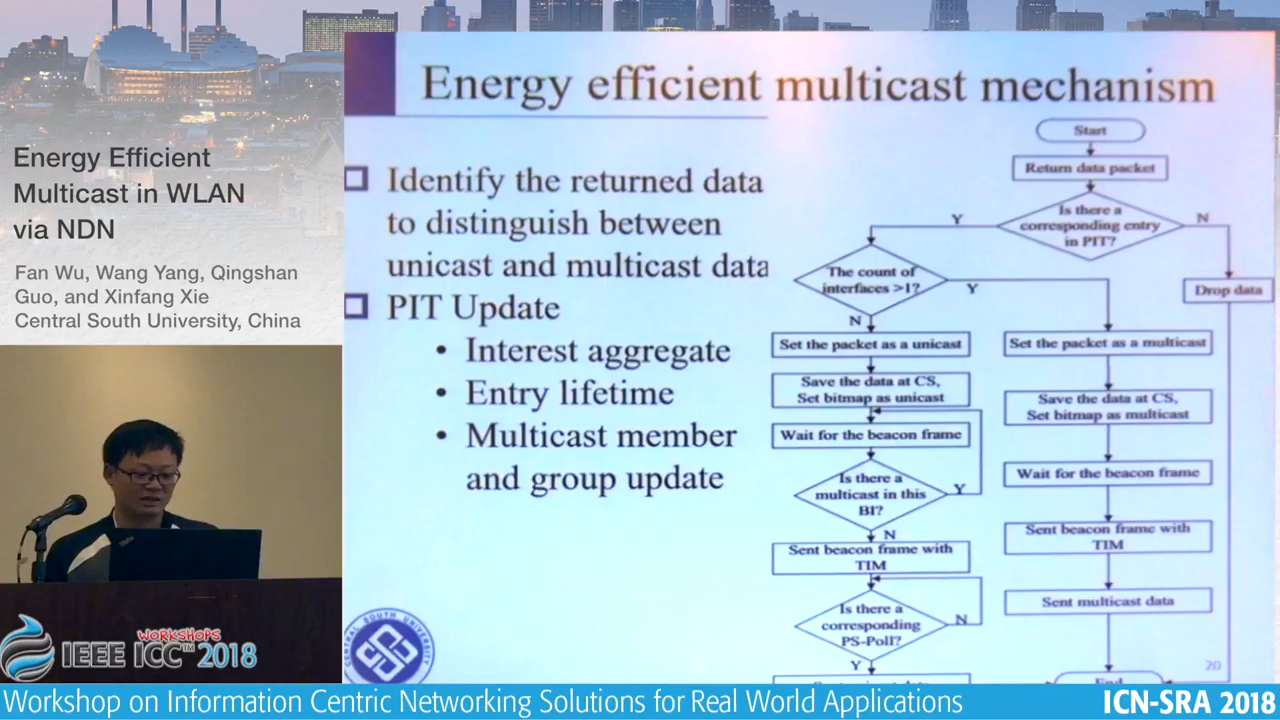 Energy Efficient
Multicast in WLAN
via NDN
Fan Wu, Wang Yang, Qingshan
Guo, and Xinfang Xie
Central South University, China
Energy efficient multicast mechanism
Identify the returned data
to distinguish between
unicast and multicast data
PIT Update
• Interest aggregate
• Entry lifetime
• Multicast member
and group update
Start
Return data packet
Is there a
corresponding entry
in PIT?
Y
N
The count of
interfaces >1?
Y
N
Drop data
Set the packet as a unicast
Set the packet as a multicast
Save the data at CS,
Set bitmap as unicast
Save the data at CS,
Set bitmap as multicast
Wait for the beacon frame
Wait for the beacon frame
Is there a
multicast in this
BI?
Y
N
Sent beacon frame with
TIM
Sent beacon frame with
TIM
Is there a
corresponding
PS-Poll?
N
Y
Sent multicast data
End
20
CENTRAL SOUTH UNIVERSITY
WORKSHOPS
IEEE ICC™ 2018
Workshop on Information Centric Networking Solutions for Real World Applications
ICN-SRA 2018